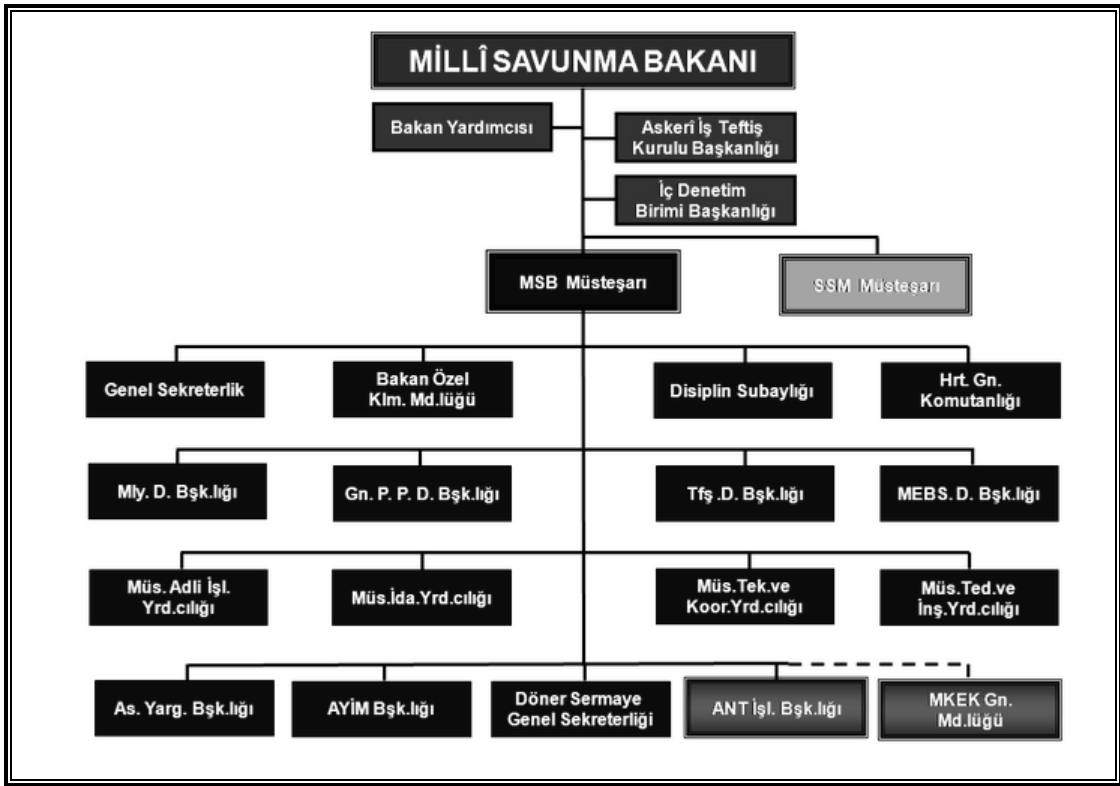 MİLLÎ SAVUNMA BAKANI
Bakan Yardımcısı
Askerî İş Teftiş
Kurulu Başkanlığı
İç Denetim
Birimi Başkanlığı
MSB Müsteşarı
SSM Müsteşarı
Genel Sekreterlik
Bakan Özel
Klm. Md.lüğü
Disiplin Subaylığı
Hrt. Gn.
Komutanlığı
Mly. D. Bşk.lığı
Gn. P. P. D. Bşk.lığı
Tfş .D. Bşk.lığı
MEBS. D. Bşk.lığı
Müs. Adli İşl.
Yrd.cılığı
Müs.İda.Yrd.cılığı
Müs.Tek.ve
Koor.Yrd.cılığı
Müs.Ted.ve
İnş.Yrd.cılığı
As. Yarg. Bşk.lığı
AYİM Bşk.lığı
Döner Sermaye
Genel Sekreterliği
ANT İşl. Bşk.lığı
MKEK Gn.
Md.lüğü